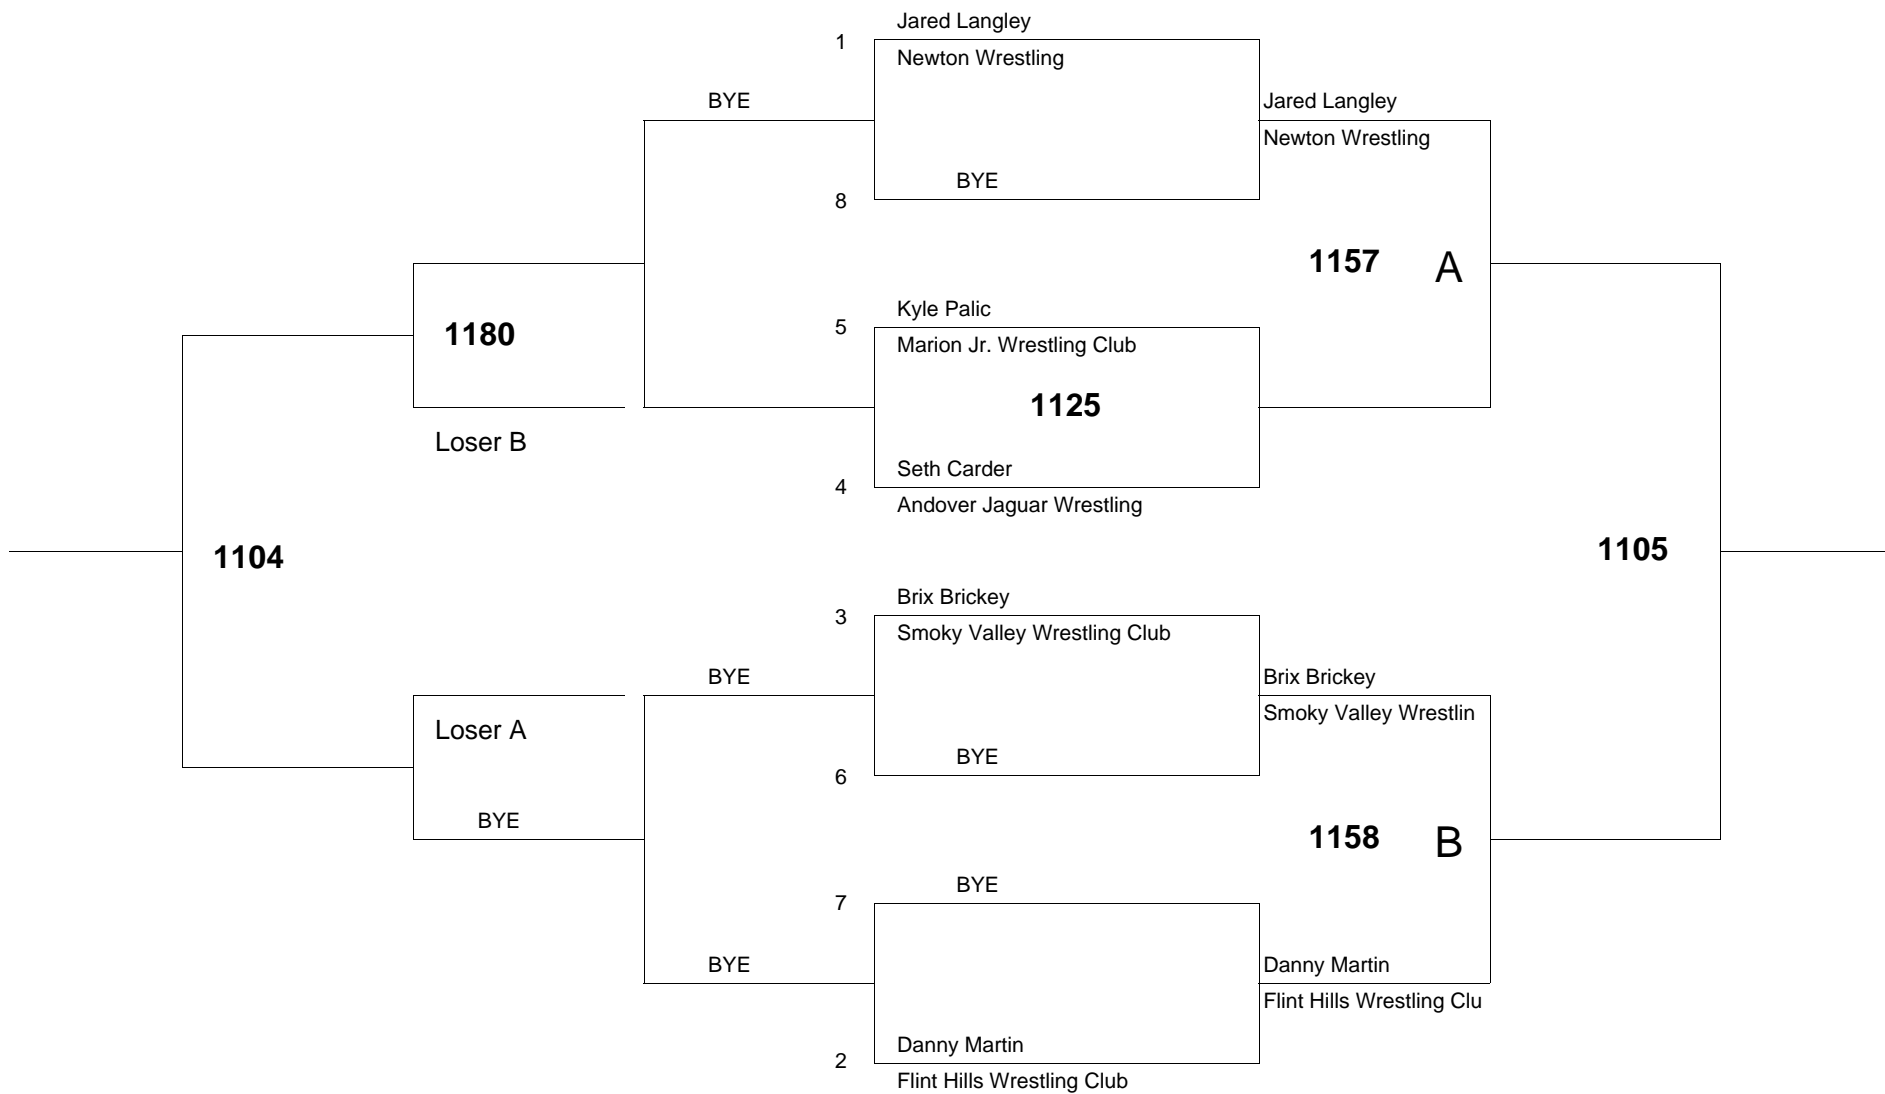 Jared Langley
1
Newton Wrestling
BYE
Jared Langley
Newton Wrestling
BYE
8
1157 A
Kyle Palic
5
1180
Marion Jr. Wrestling Club
1125
Loser B
Seth Carder
4
Andover Jaguar Wrestling
1104
1105
Brix Brickey
3
Smoky Valley Wrestling Club
BYE
Brix Brickey
Smoky Valley Wrestlin
Loser A
BYE
6
BYE
1158 B
BYE
7
BYE
Danny Martin
Flint Hills Wrestling Clu
Danny Martin
2
Flint Hills Wrestling Club